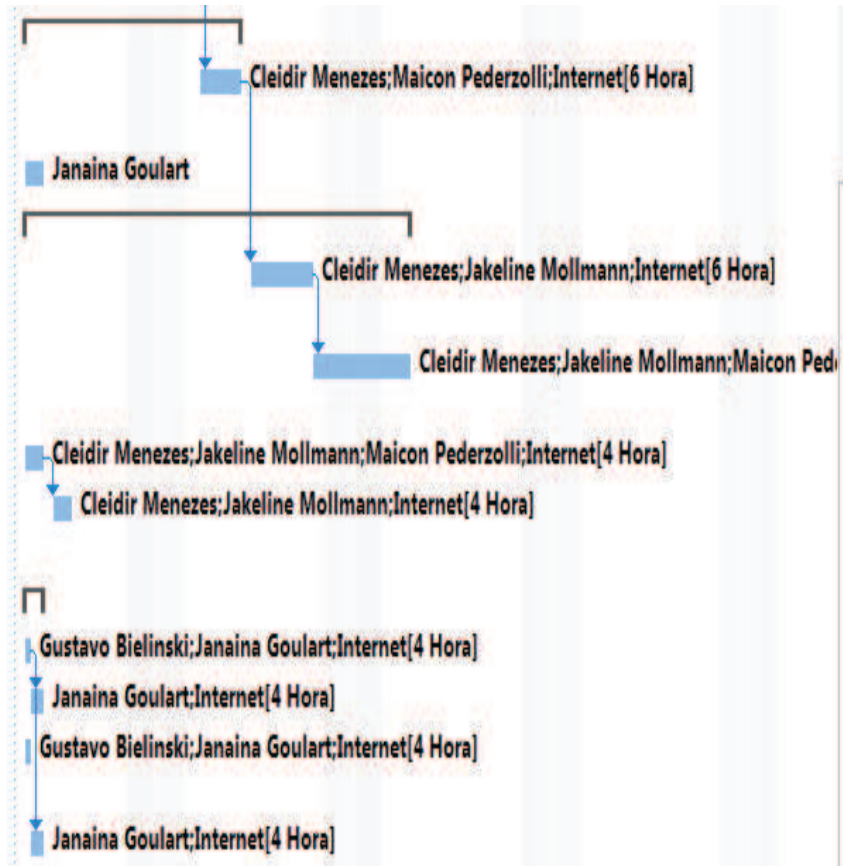 Cleidir Menezes;Maicon Pederzolli;Internet[6 Hora]
Janaina Goulart
Cleidir Menezes;Jakeline Mollmann;Internet[6 Hora]
Cleidir Menezes;Jakeline Mollmann;Maicon Ped
Cleidir Menezes;Jakeline Mollmann;Maicon Pederzolli;Internet[4 Hora]
Cleidir Menezes;Jakeline Mollmann;Internet[4 Hora]
Gustavo Bielinski;Janaina Goulart;Internet[4 Hora]
Janaina Goulart;Internet[4 Hora]
Gustavo Bielinski;Janaina Goulart;Internet[4 Hora]
Janaina Goulart;Internet[4 Hora]